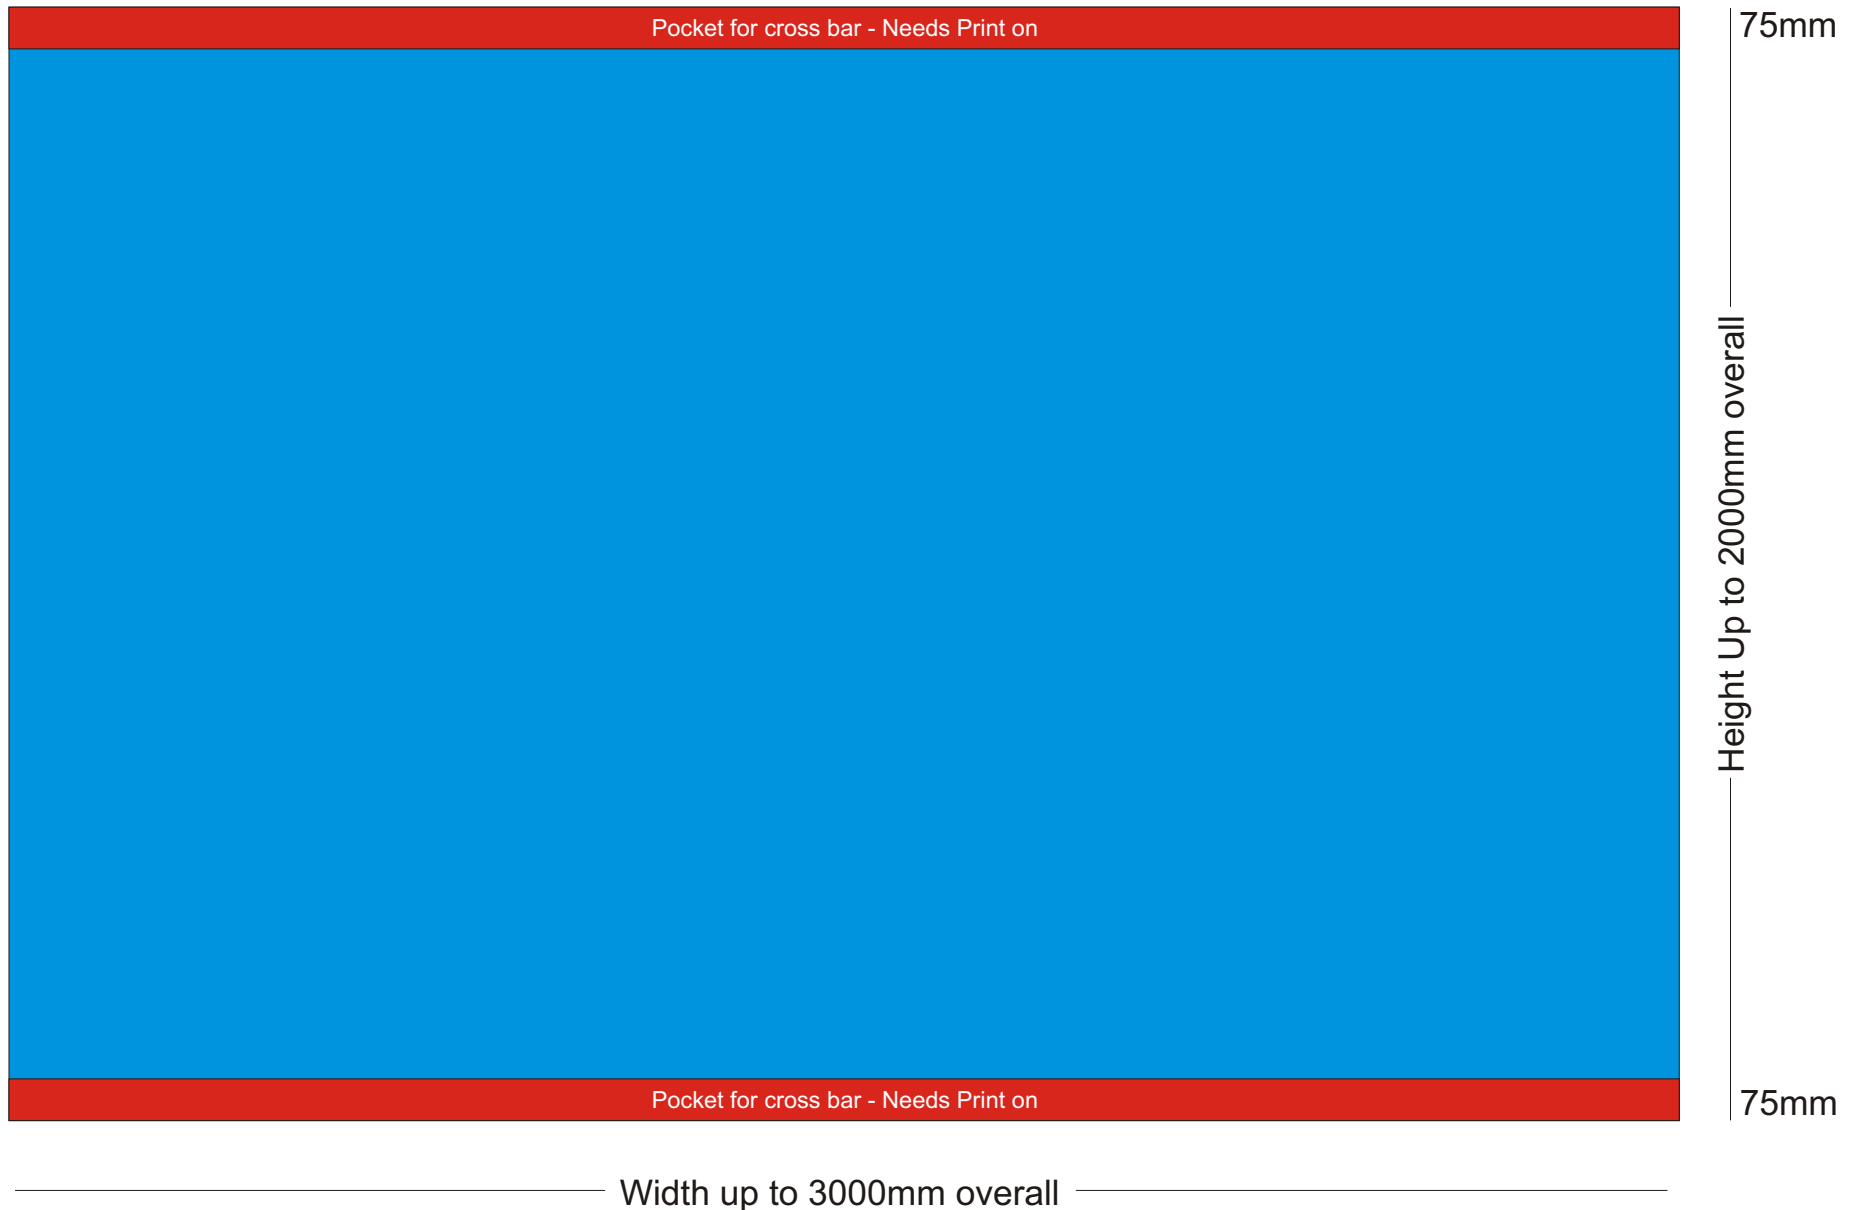 Pocket for cross bar - Needs Print on
75mm
Height Up to 2000mm overall
Pocket for cross bar - Needs Print on
75mm
Width up to 3000mm overall